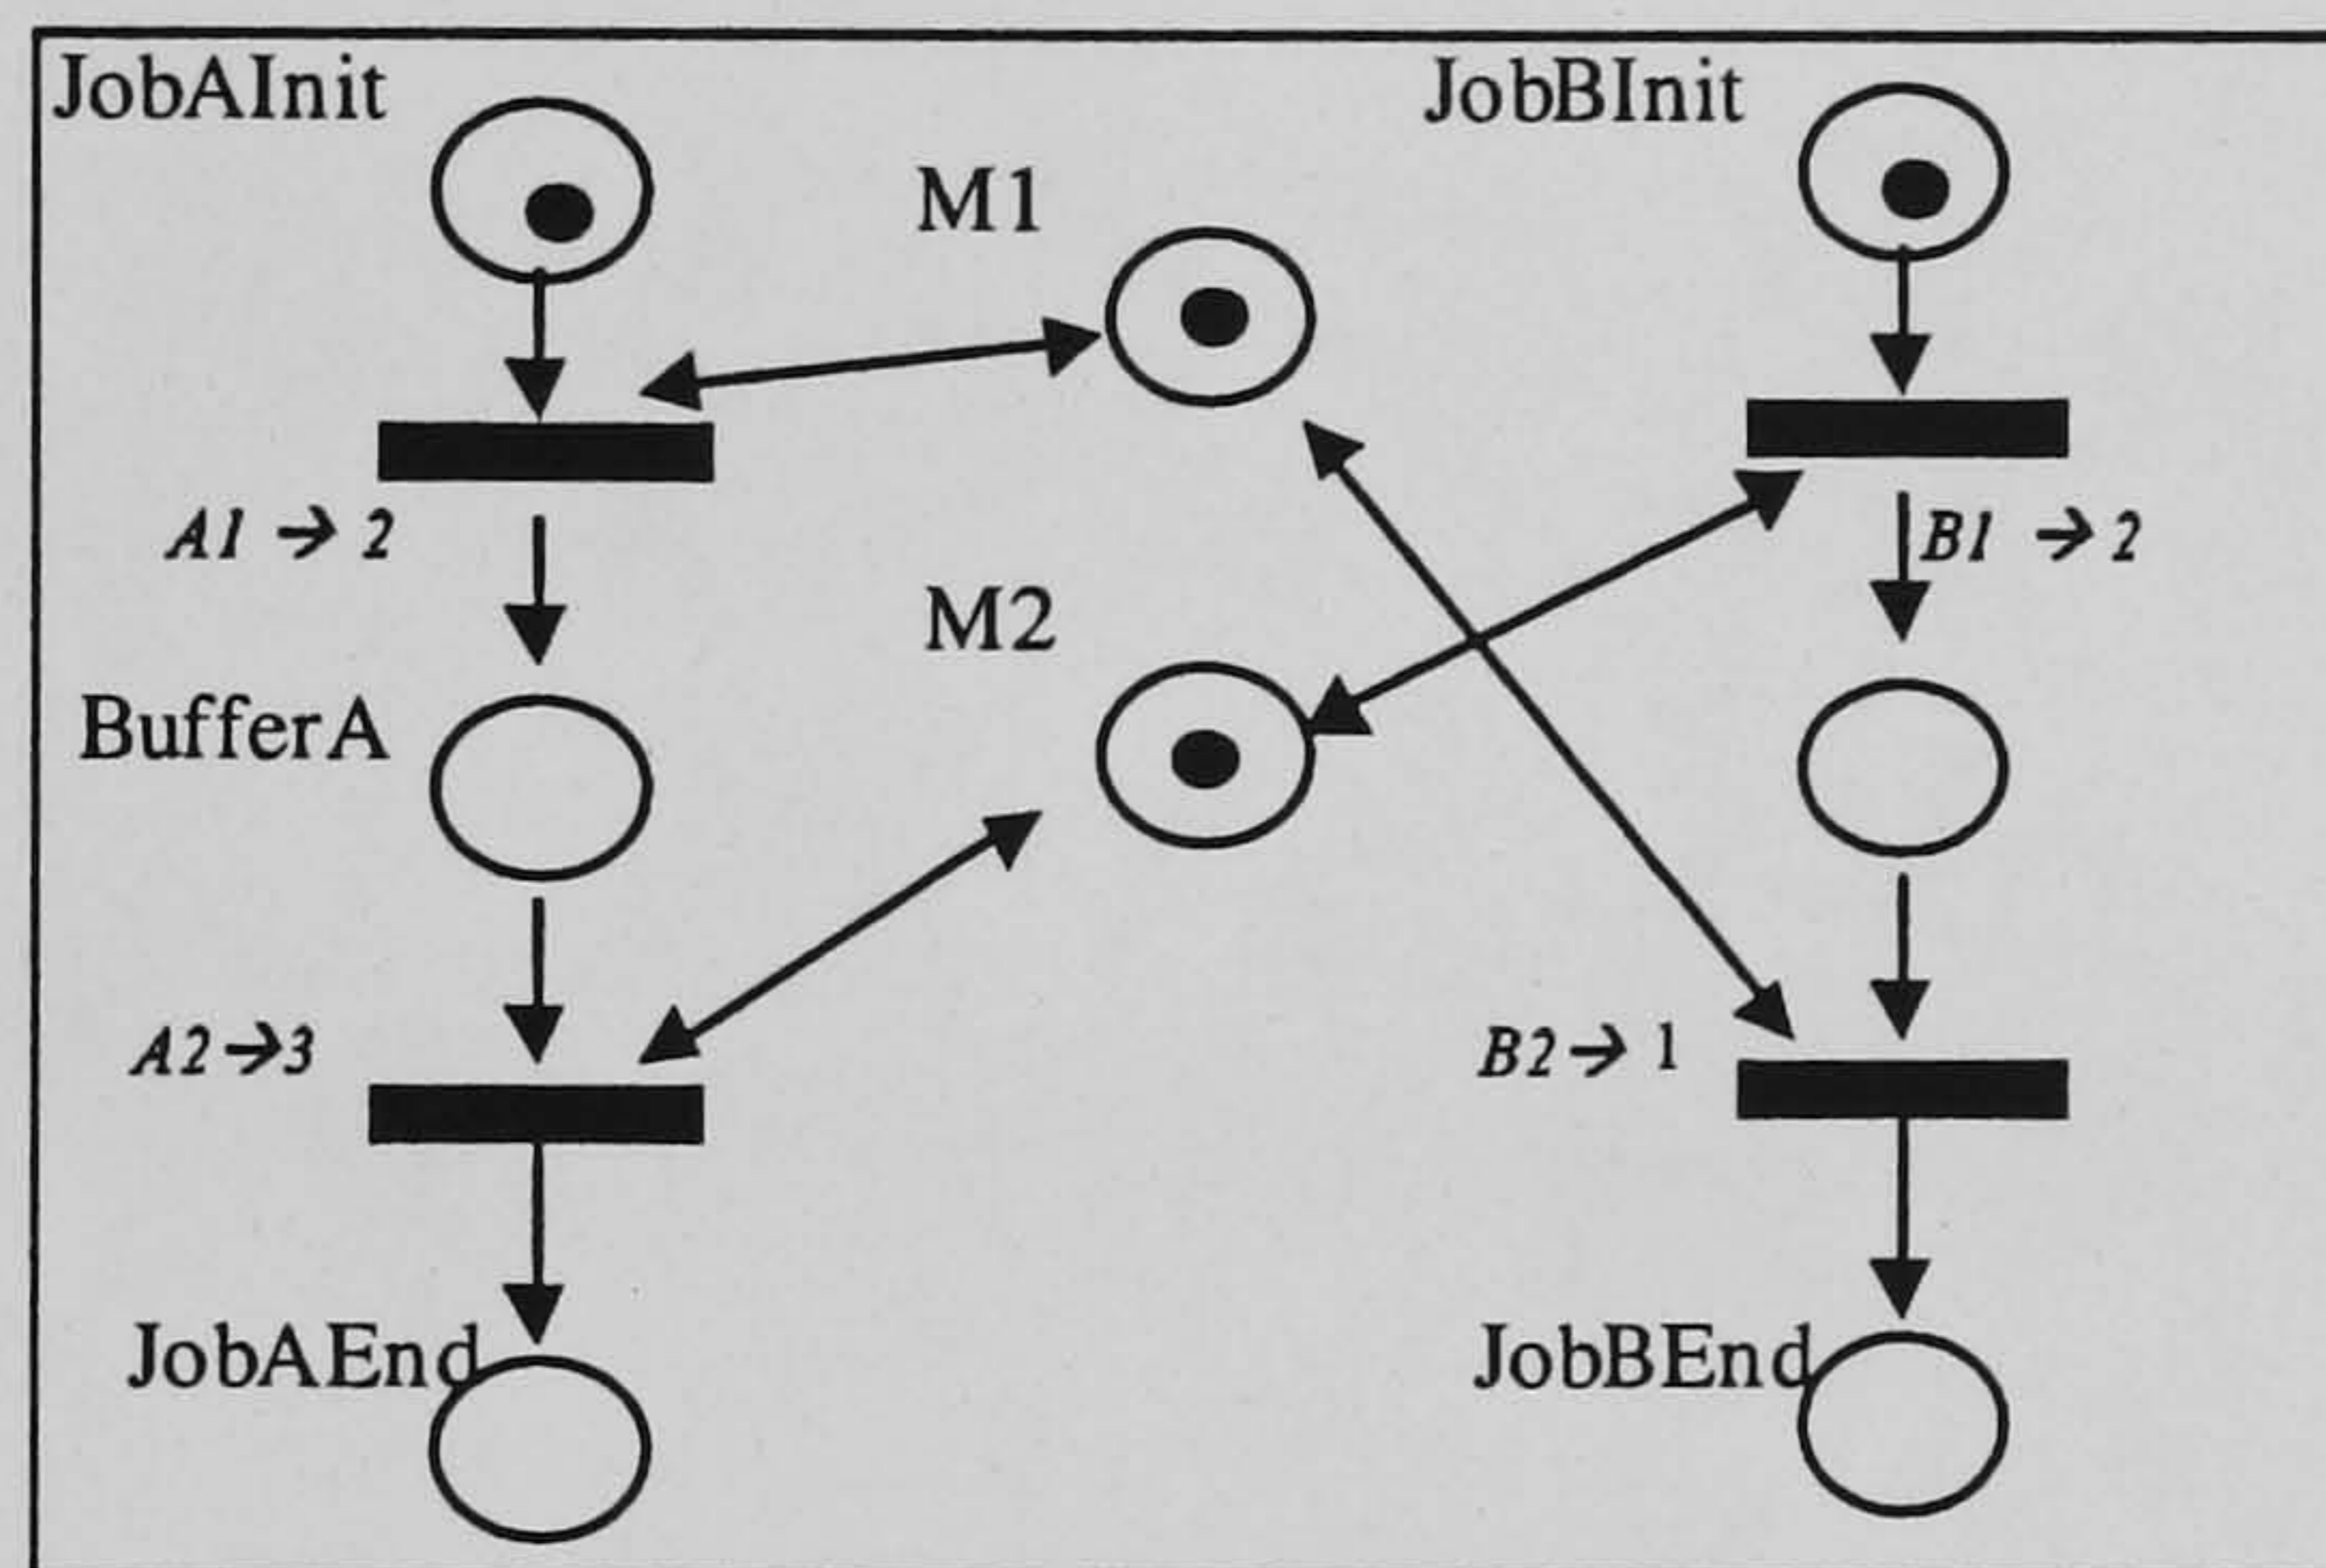 JobAInit
JobBInit
M1
A1 → 2
B1 → 2
M2
BufferA
A2→3
B2→ 1
JobAEnd
JobBEnd